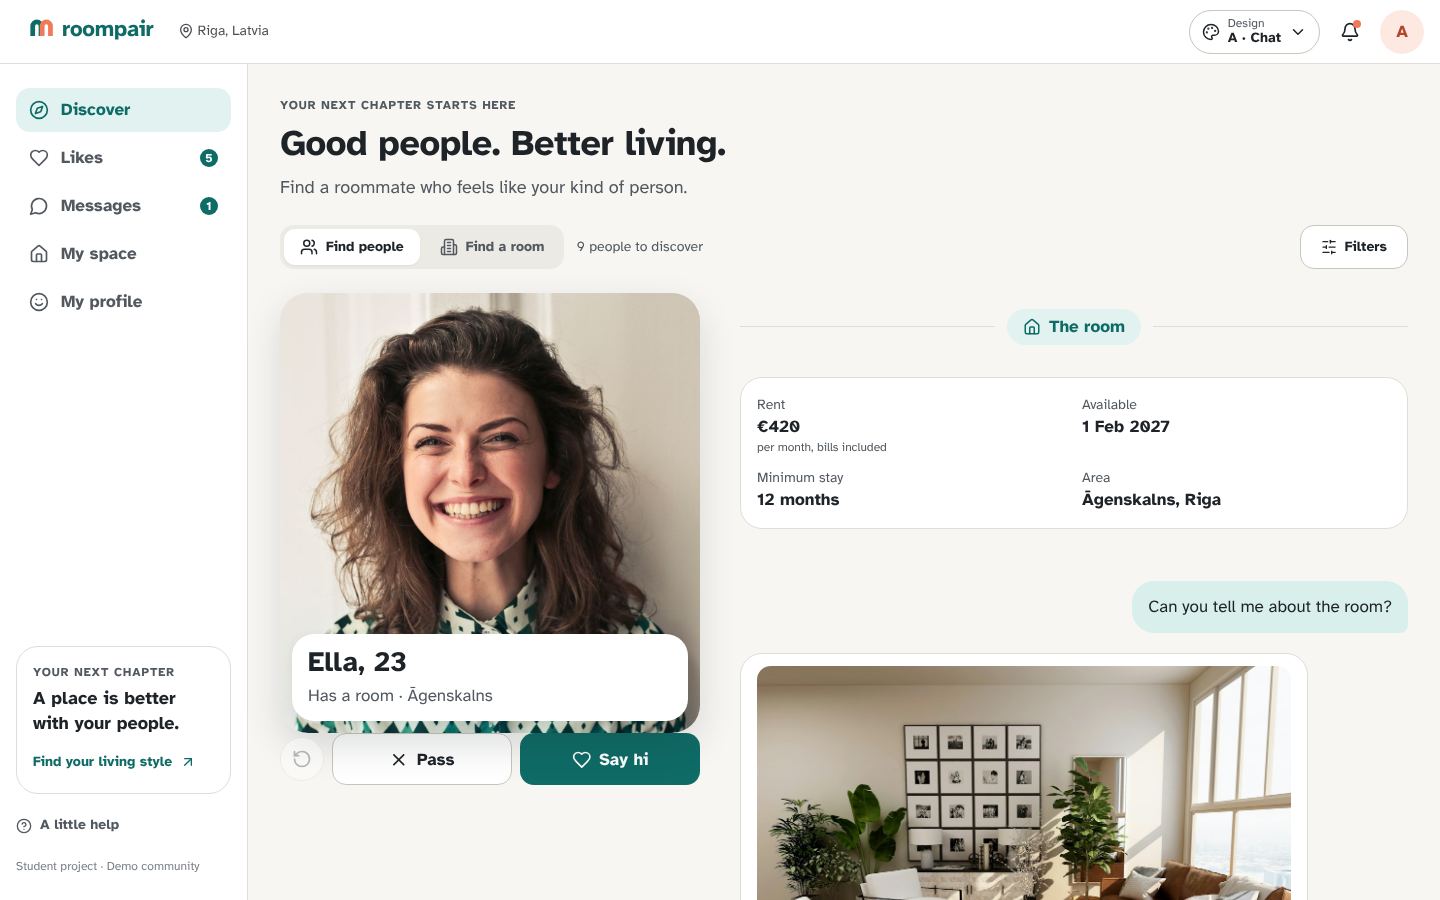 roompair
Riga, Latvia
Design
A · Chat
A
Discover
Likes
5
Messages
1
My space
My profile
YOUR NEXT CHAPTER
A place is better
with your people.
Find your living style
A little help
Student project · Demo community
YOUR NEXT CHAPTER STARTS HERE
Good people. Better living.
Find a roommate who feels like your kind of person.
Find people
Find a room
9 people to discover
Filters
Ella, 23
Has a room · Āgenskalns
Pass
Say hi
The room
Rent
€420
per month, bills included
Available
1 Feb 2027
Minimum stay
12 months
Area
Āgenskalns, Riga
Can you tell me about the room?